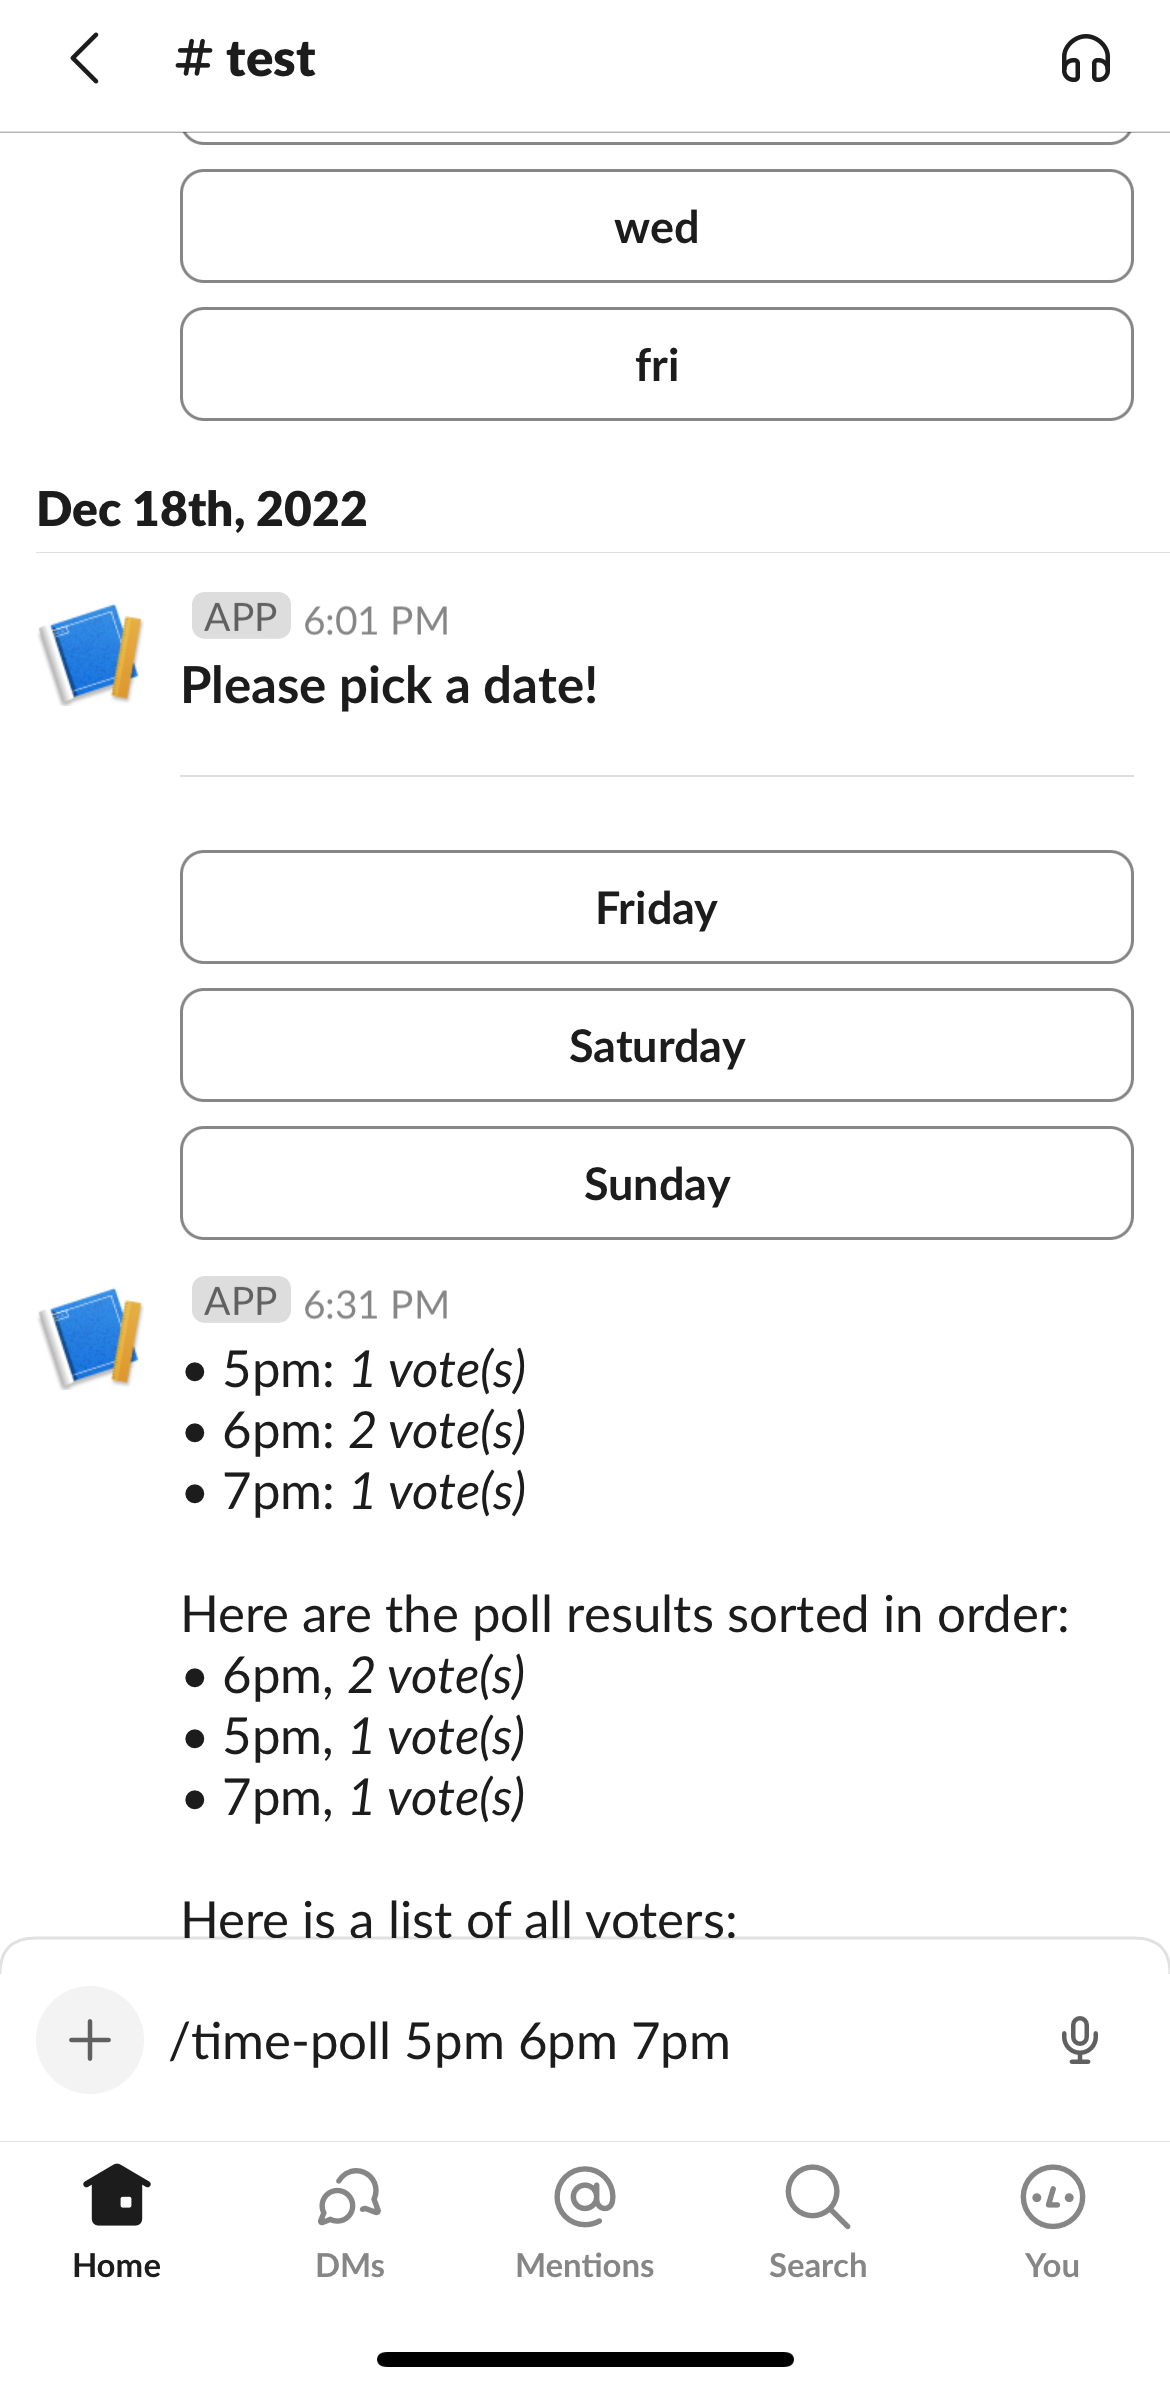 # test
wed
fri
Dec 18th, 2022
APP 6:01 PM
Please pick a date!
Friday
Saturday
Sunday
APP 6:31 PM
• 5pm: 1 vote(s)
• 6pm: 2 vote(s)
• 7pm: 1 vote(s)
Here are the poll results sorted in order:
• 6pm, 2 vote(s)
• 5pm, 1 vote(s)
• 7pm, 1 vote(s)
Here is a list of all voters:
/time-poll 5pm 6pm 7pm
Home DMs Mentions Search You